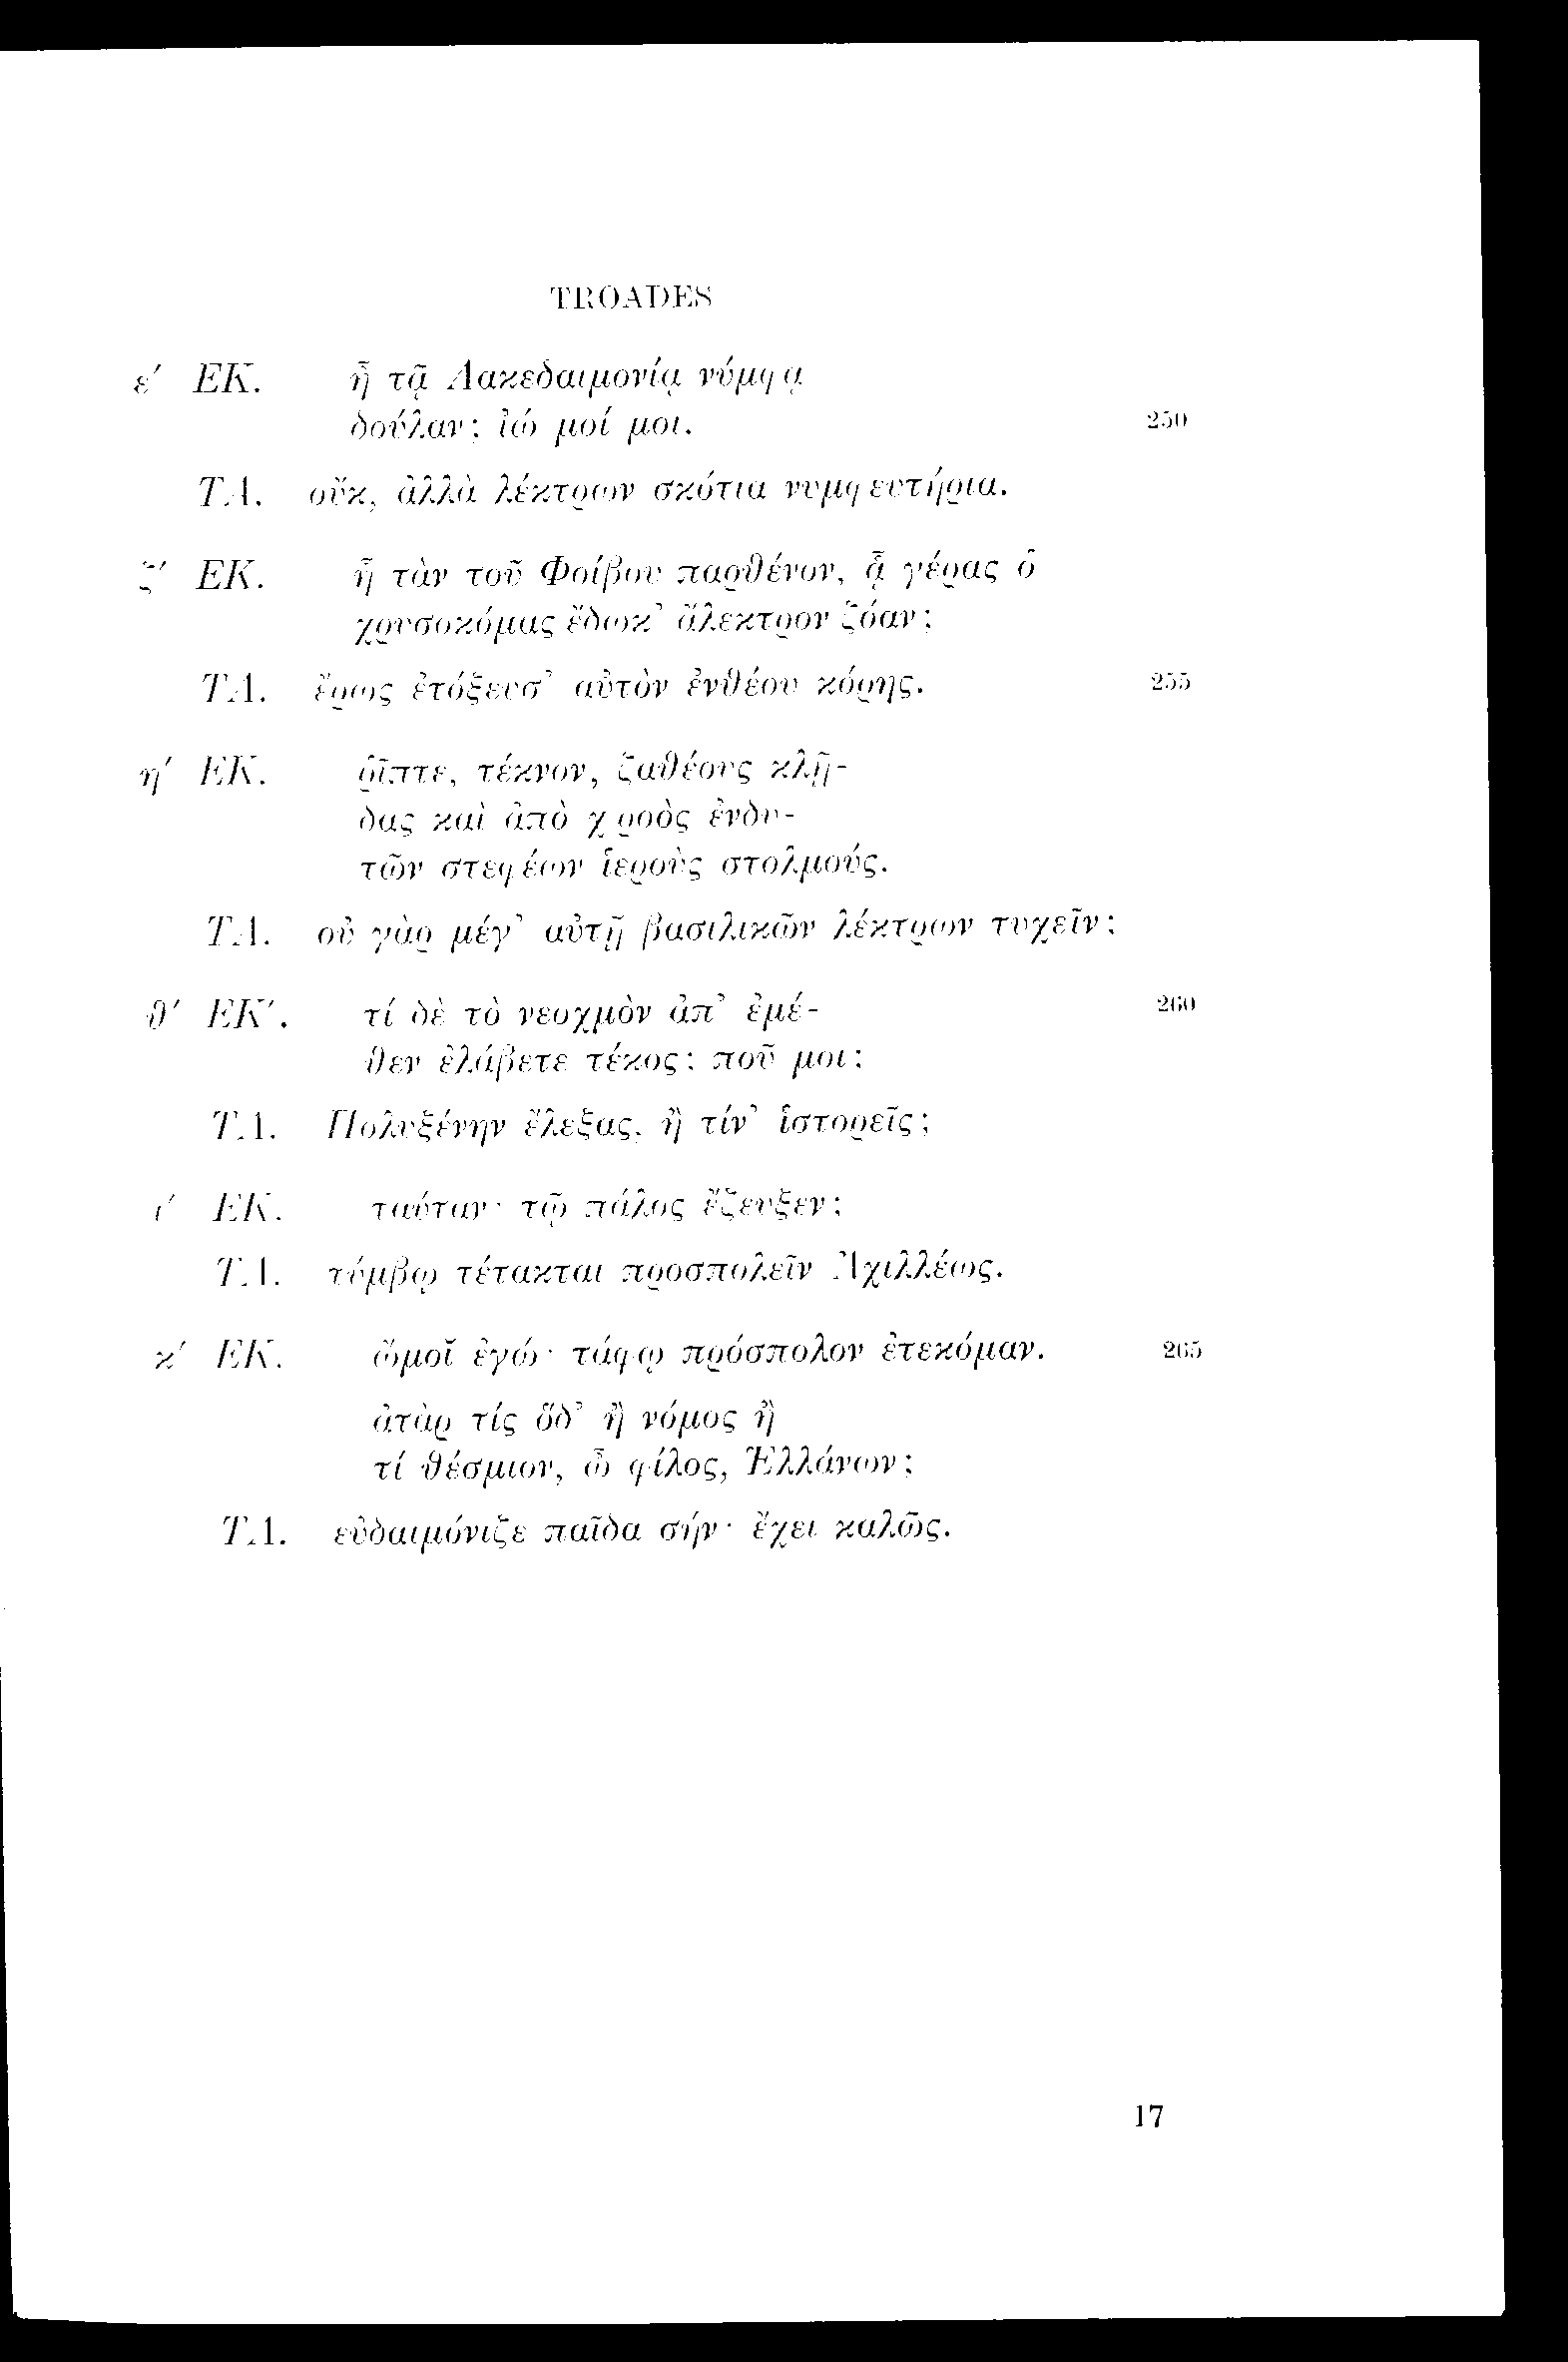 TROADES
ε′ ΕΚ. ἦ τᾷ Λακεδαιμονίᾳ νύμφᾳ
δούλαν; ἰώ μοί μοι. 250
ΤΑ. οὔκ, ἀλλὰ λέκτρων σκότια νυμφευτήρια.
ζ′ ΕΚ. ἦ τὰν τοῦ Φοίβου παρθένον, ᾇ γέρας ὁ
χρυσοκόμας ἔδωκ’ ἄλεκτρον ζόαν;
ΤΑ. ἔρως ἐτόξευσ’ αὐτὸν ἐνθέου κόρης. 255
η′ ΕΚ. ῥῖπτε, τέκνον, ζαθέους κλῇ-
δας καὶ ἀπὸ χροὸς ἐνδυ-
τῶν στεφέων ἱεροὺς στολμούς.
ΤΑ. οὐ γὰρ μέγ’ αὐτῇ βασιλικῶν λέκτρων τυχεῖν;
θ′ ΕΚ′. τί δὲ τὸ νεοχμὸν ἀπ’ ἐμέ- 260
θεν ἐλάβετε τέκος; ποῦ μοι;
ΤΑ. Πολυξένην ἔλεξας, ἢ τίν’ ἱστορεῖς;
ι′ ΕΚ. ταύταν· τῷ πάλος ἔζευξεν;
ΤΑ. τύμβῳ τέτακται προσπολεῖν Ἀχιλλέως.
κ′ ΕΚ. ὤμοῖ ἐγώ· τάφῳ πρόσπολον ἐτεκόμαν. 265
ἀτὰρ τίς ὅδ’ ἢ νόμος ἢ
τί θέσμιον, ὦ φίλος, Ἑλλάνων;
ΤΑ. εὐδαιμόνιζε παῖδα σήν· ἔχει καλῶς.
17